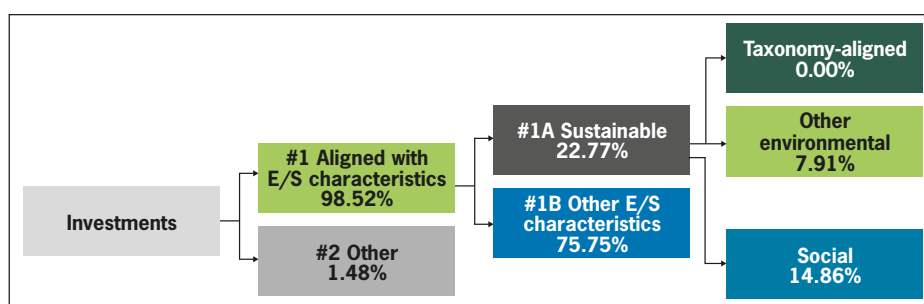 Investments
#1 Aligned with
E/S characteristics
98.52%
#2 Other
1.48%
#1A Sustainable
22.77%
#1B Other E/S
characteristics
75.75%
Taxonomy-aligned
0.00%
Other
environmental
7.91%
Social
14.86%